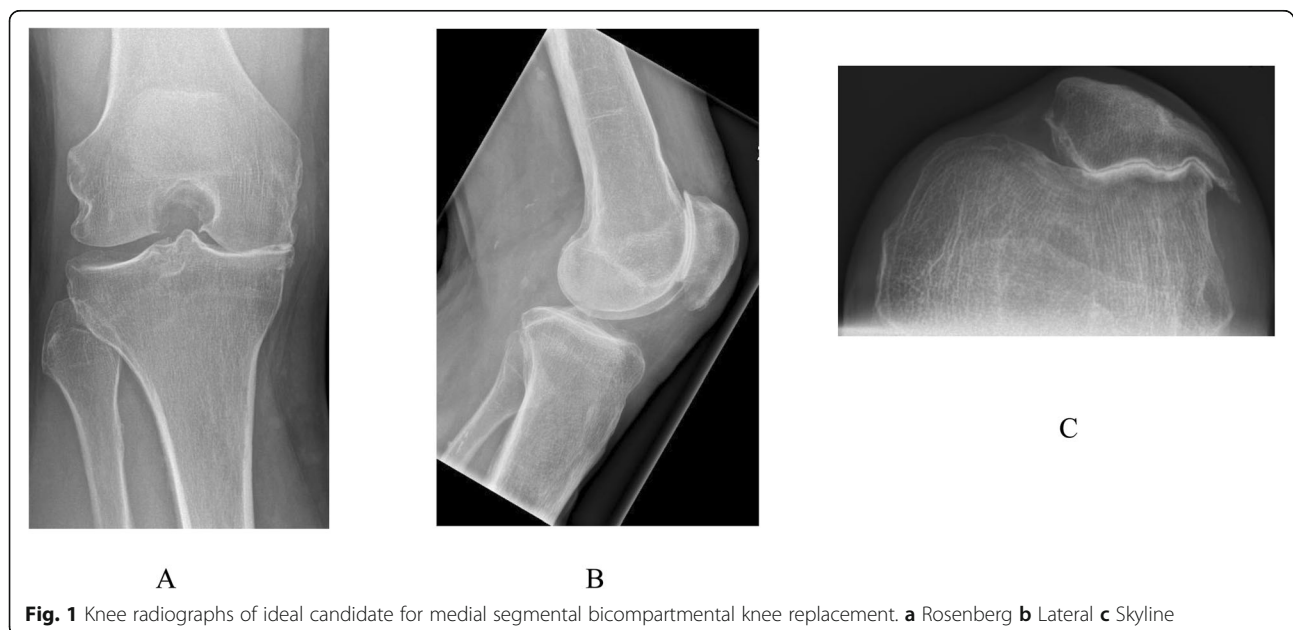 A
B
C
Fig. 1 Knee radiographs of ideal candidate for medial segmental bicompartmental knee replacement. a Rosenberg b Lateral c Skyline